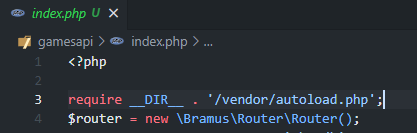 index.php U
gamesapi > index.php > ...
1 <?php
2
3 require __DIR__ . '/vendor/autoload.php';
4 $router = new \Bramus\Router\Router();